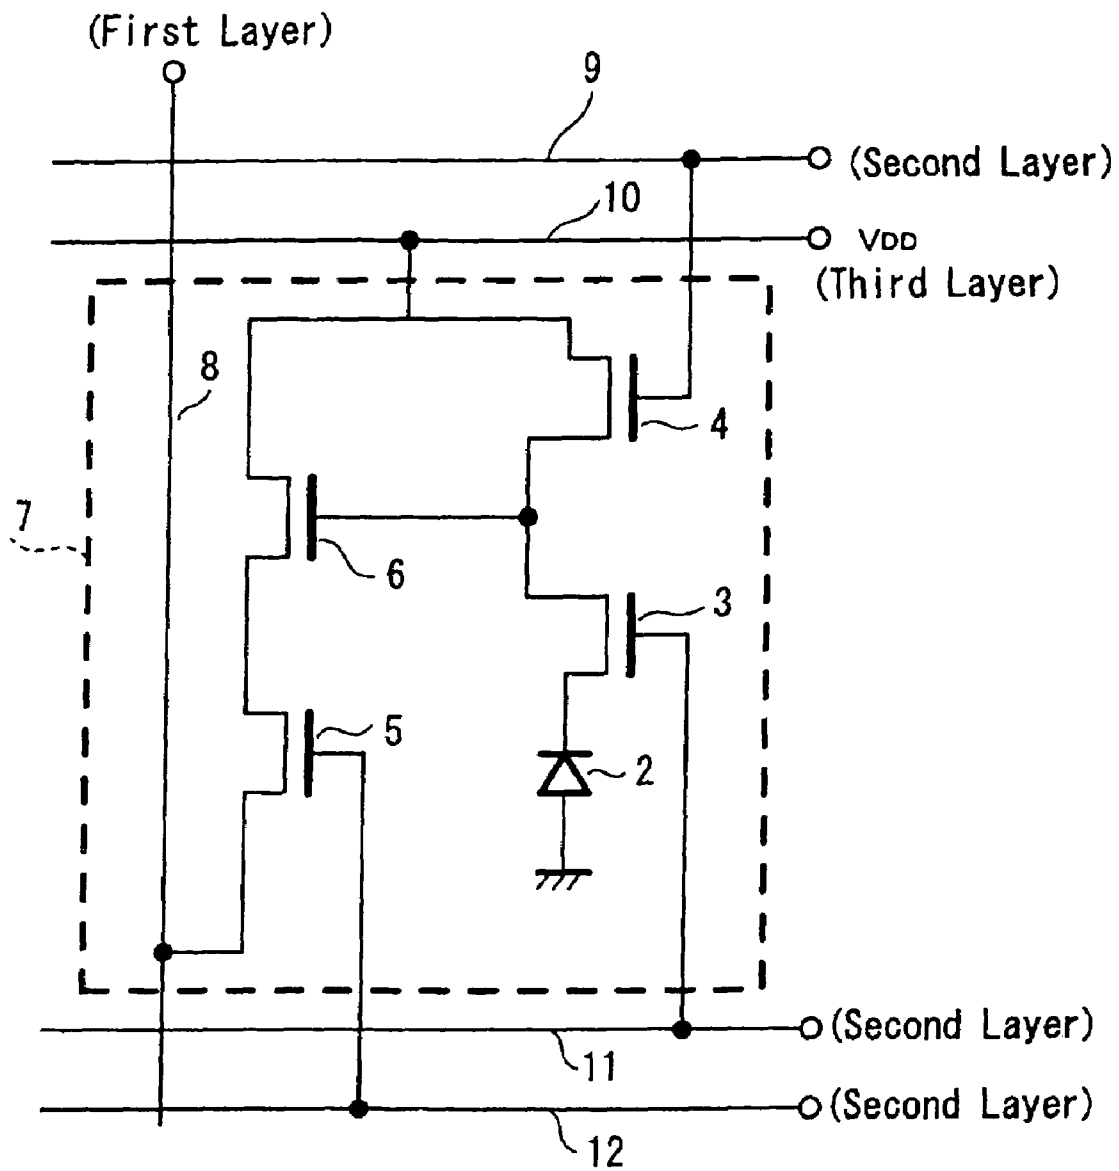 (First Layer)
9
(Second Layer)
10
VDD
(Third Layer)
8
4
7
6
3
5
2
(Second Layer)
11
(Second Layer)
12